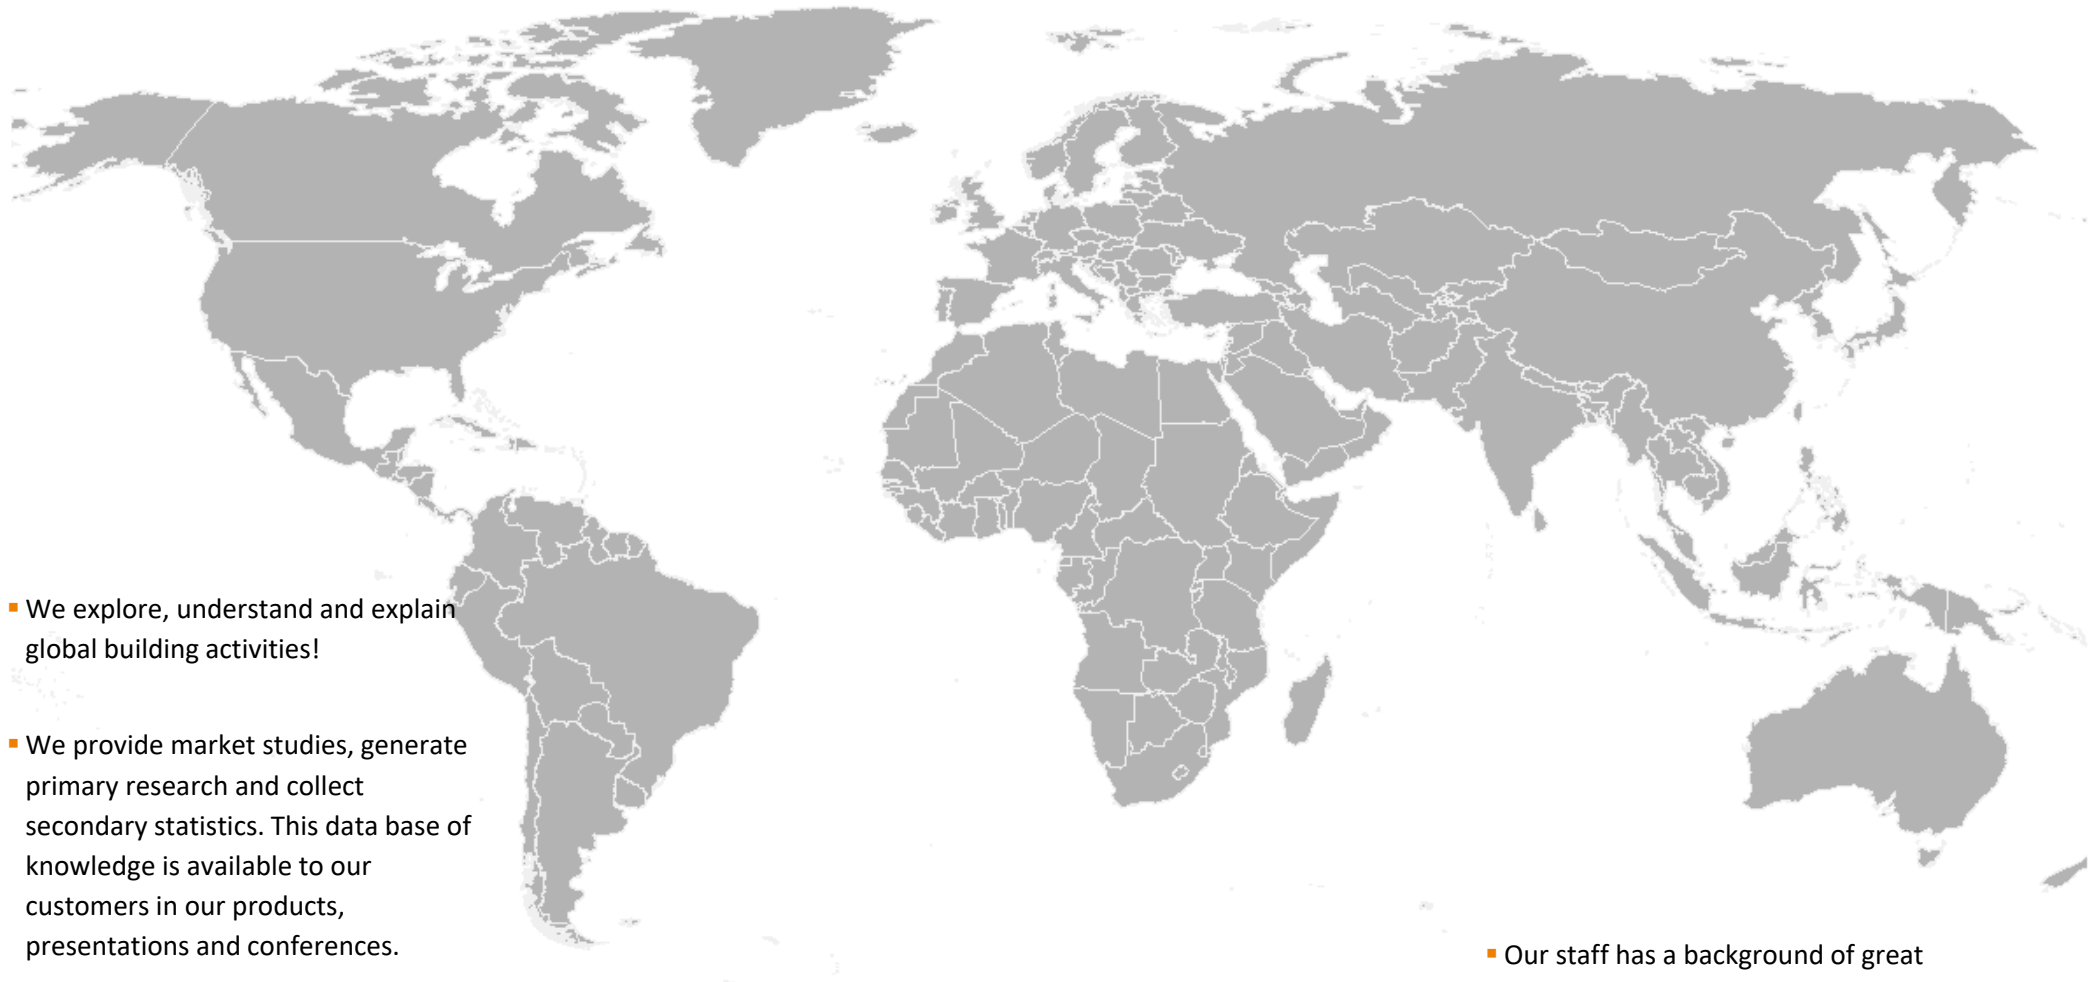 ▪ We explore, understand and explain
global building activities!
▪ We provide market studies, generate
primary research and collect
secondary statistics. This data base of
knowledge is available to our
customers in our products,
presentations and conferences.
▪ Our staff has a background of great